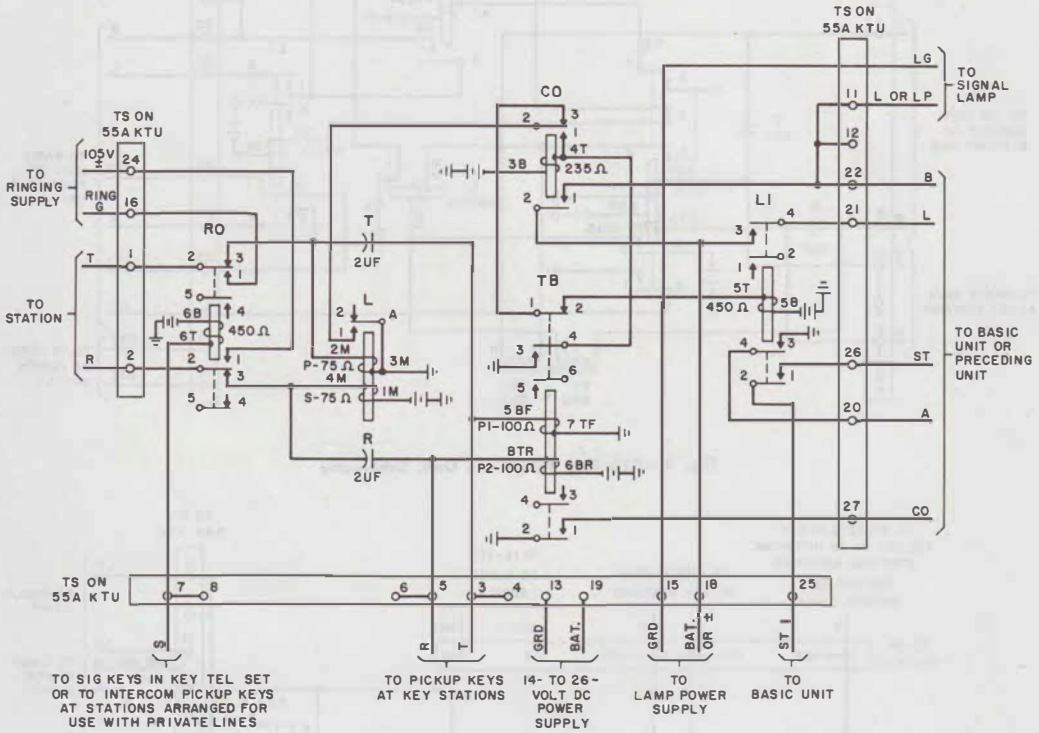 TS ON
55A KTU
LG
TO
SIGNAL
LAMP
11
L OR LP
12
22
B
21
L
CO
2
3
1
4T
3B
235 Ω
2
1
LI
4
3
2
1
5T
450 Ω
5B
4
3
2
1
26
ST
20
A
27
CO
TO BASIC
UNIT OR
PRECEDING
UNIT
TS ON
55A KTU
105V
±
24
TO
RINGING
SUPPLY
RING
G
16
RO
T
1
2
3
1
5
4
TO
STATION
6B
6T
450 Ω
R
2
1
2
3
5
4
T
2UF
L
2
1
A
2M
P-75 Ω
3M
4M
S-75 Ω
1M
R
2UF
TB
1
2
3
4
5
6
5 BF
P1-100 Ω
7 TF
BTR
P2-100 Ω
6BR
4
3
2
1
TS ON
55A KTU
7
8
6
5
3
4
13
19
15
18
25
S
R
T
GRD
BAT.
GRD
BAT.
OR ±
ST 1
TO SIG KEYS IN KEY TEL SET
OR TO INTERCOM PICKUP KEYS
AT STATIONS ARRANGED FOR
USE WITH PRIVATE LINES
TO PICKUP KEYS
AT KEY STATIONS
14- TO 26-
VOLT DC
POWER
SUPPLY
TO
LAMP POWER
SUPPLY
TO
BASIC UNIT